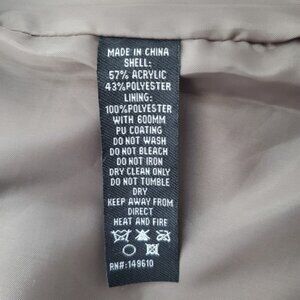 MADE IN CHINA
SHELL:
57% ACRYLIC
43%POLYESTER
LINING:
100%POLYESTER
WITH 600MM
PU COATING
DO NOT WASH
DO NOT BLEACH
DO NOT IRON
DRY CLEAN ONLY
DO NOT TUMBLE
DRY
KEEP AWAY FROM
DIRECT
HEAT AND FIRE
RN#:149610